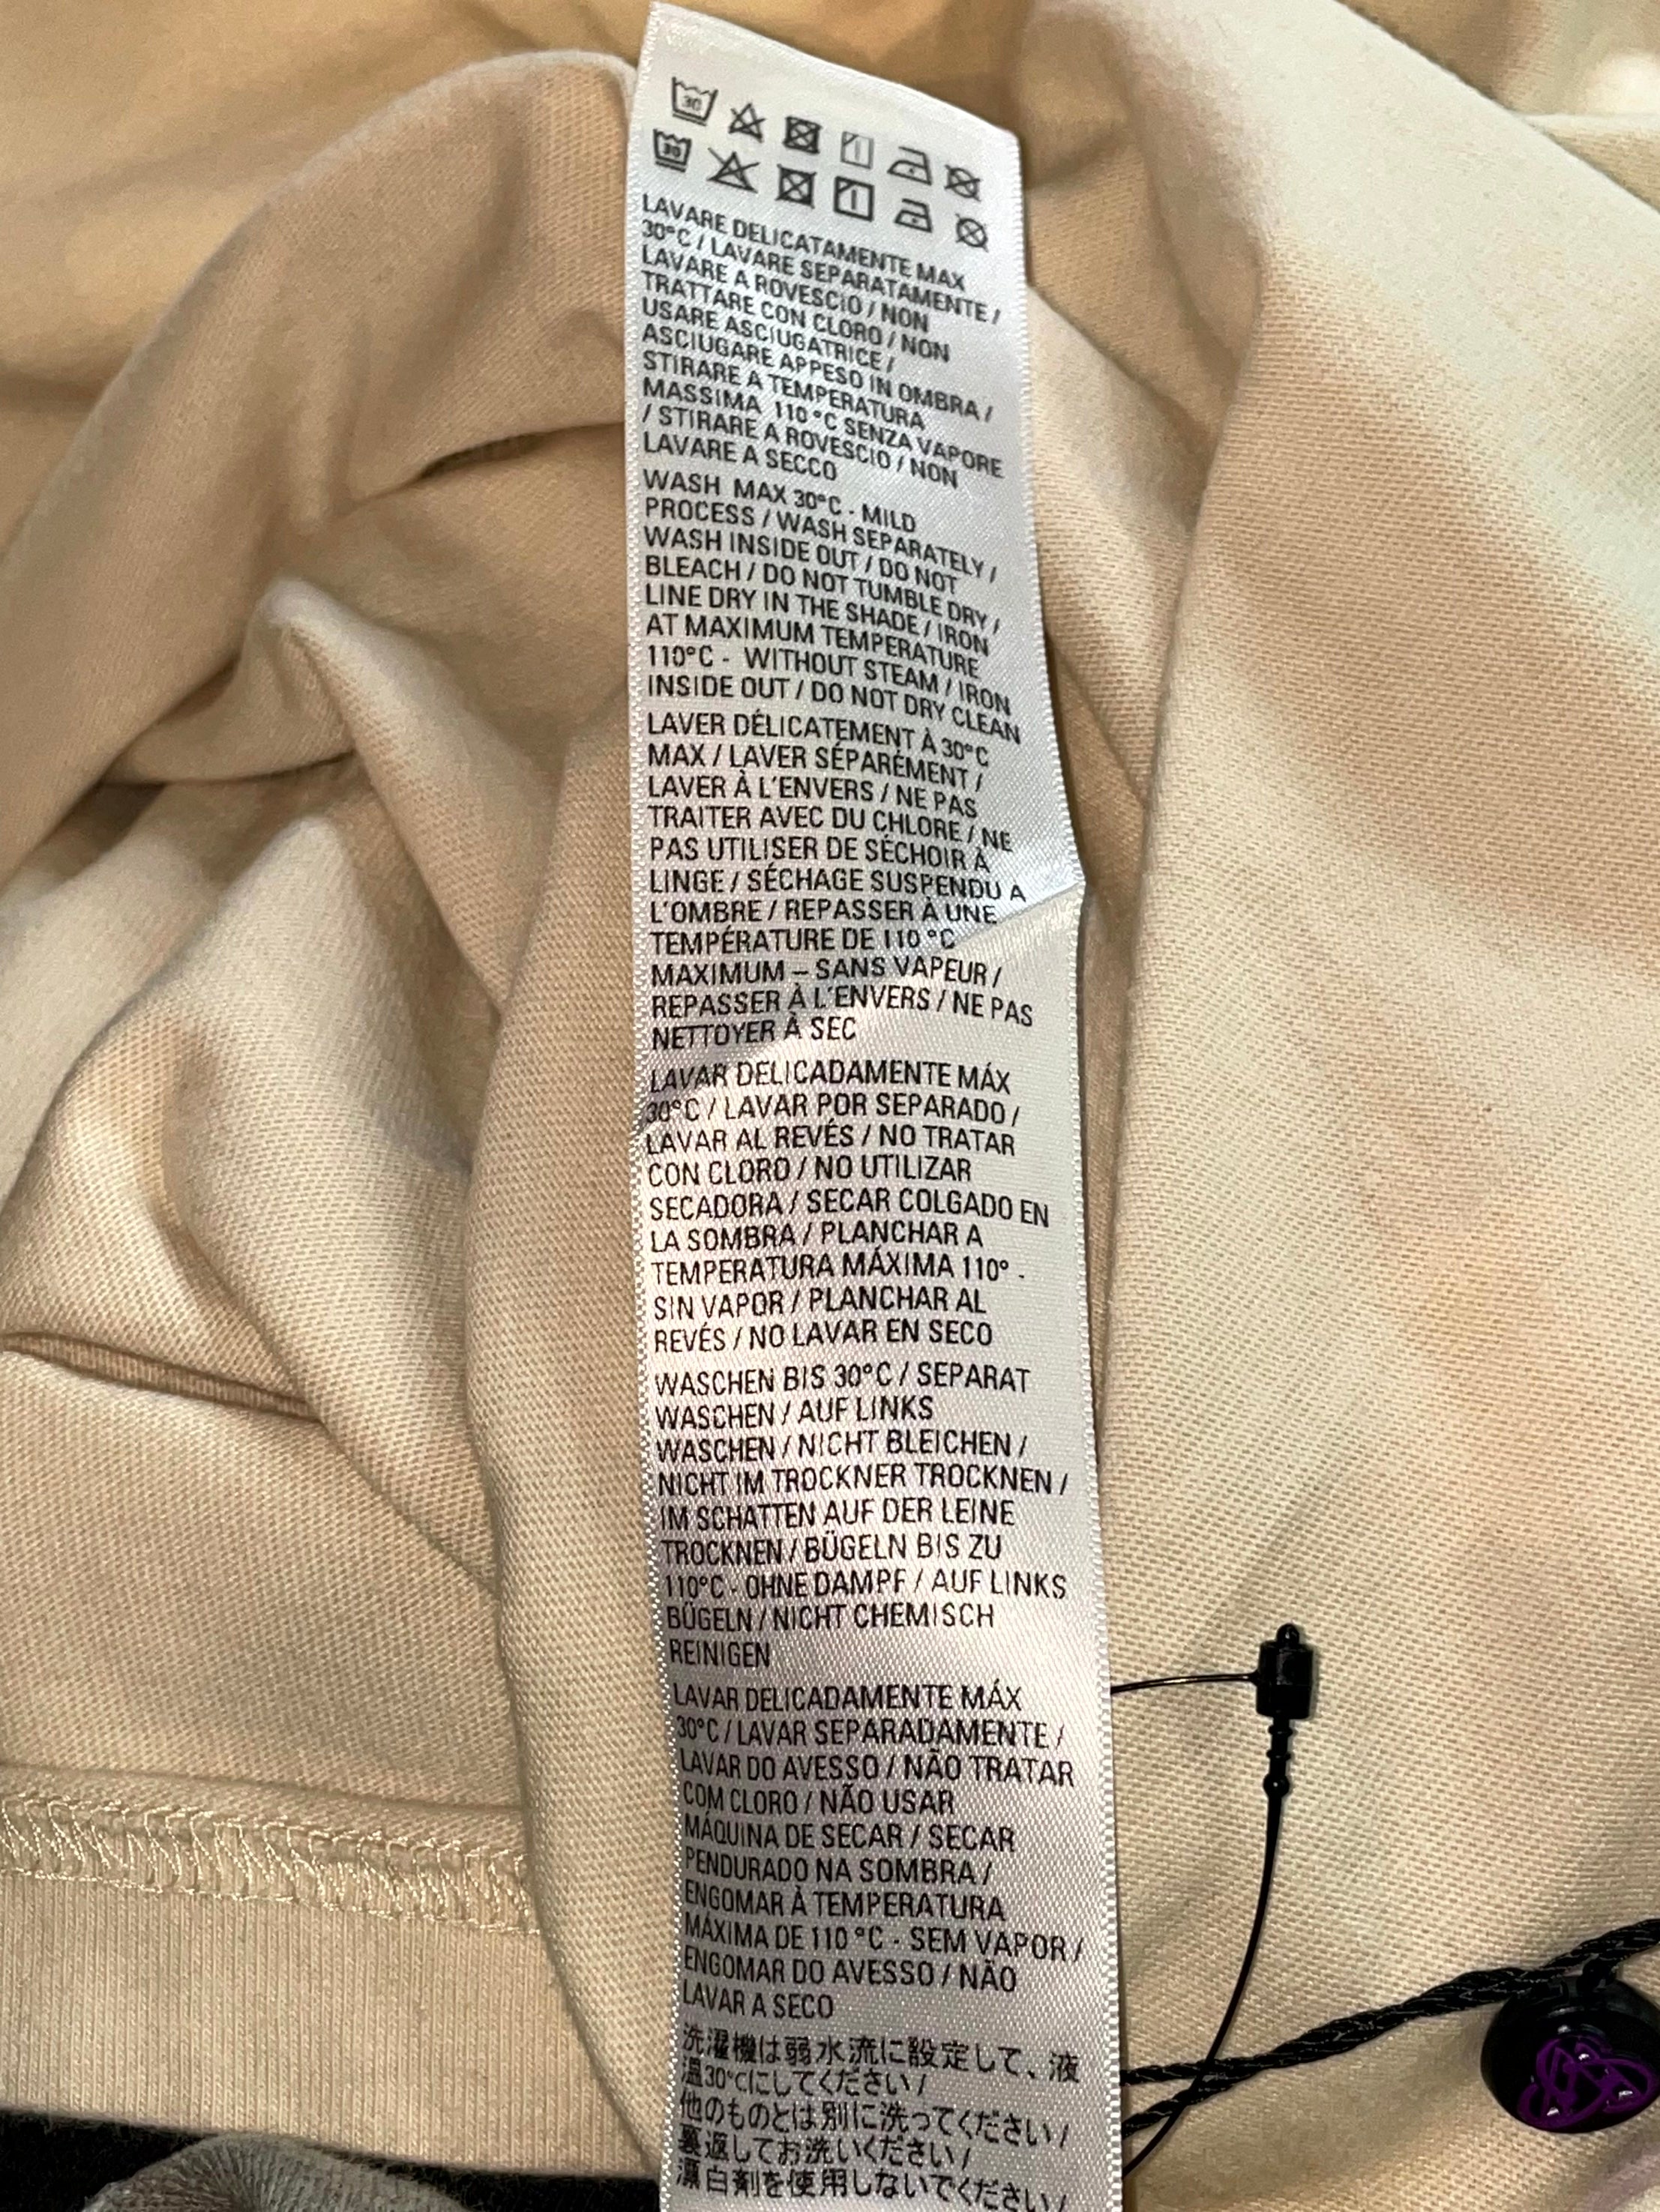 30
30
LAVARE DELICATAMENTE MAX
30°C / LAVARE SEPARATAMENTE /
LAVARE A ROVESCIO / NON
TRATTARE CON CLORO / NON
USARE ASCIUGATRICE /
ASCIUGARE APPESO IN OMBRA /
STIRARE A TEMPERATURA
MASSIMA 110°C SENZA VAPORE
/ STIRARE A ROVESCIO / NON
LAVARE A SECCO
WASH MAX 30°C - MILD
PROCESS / WASH SEPARATELY /
WASH INSIDE OUT / DO NOT
BLEACH / DO NOT TUMBLE DRY /
LINE DRY IN THE SHADE / IRON
AT MAXIMUM TEMPERATURE
110°C - WITHOUT STEAM / IRON
INSIDE OUT / DO NOT DRY CLEAN
LAVER DÉLICATEMENT À 30°C
MAX / LAVER SÉPARÉMENT /
LAVER À L'ENVERS / NE PAS
TRAITER AVEC DU CHLORE / NE
PAS UTILISER DE SÉCHOIR À
LINGE / SÉCHAGE SUSPENDU A
L'OMBRE / REPASSER À UNE
TEMPÉRATURE DE 110 °C
MAXIMUM – SANS VAPEUR /
REPASSER À L'ENVERS / NE PAS
NETTOYER À SEC
LAVAR DELICADAMENTE MÁX
30°C / LAVAR POR SEPARADO /
LAVAR AL REVÉS / NO TRATAR
CON CLORO / NO UTILIZAR
SECADORA / SECAR COLGADO EN
LA SOMBRA / PLANCHAR A
TEMPERATURA MÁXIMA 110° -
SIN VAPOR / PLANCHAR AL
REVÉS / NO LAVAR EN SECO
WASCHEN BIS 30°C / SEPARAT
WASCHEN / AUF LINKS
WASCHEN / NICHT BLEICHEN /
NICHT IM TROCKNER TROCKNEN /
IM SCHATTEN AUF DER LEINE
TROCKNEN / BÜGELN BIS ZU
110°C - OHNE DAMPF / AUF LINKS
BÜGELN / NICHT CHEMISCH
REINIGEN
LAVAR DELICADAMENTE MÁX
30°C / LAVAR SEPARADAMENTE /
LAVAR DO AVESSO / NÃO TRATAR
COM CLORO / NÃO USAR
MÁQUINA DE SECAR / SECAR
PENDURADO NA SOMBRA /
ENGOMAR À TEMPERATURA
MÁXIMA DE 110 °C - SEM VAPOR /
ENGOMAR DO AVESSO / NÃO
LAVAR A SECO
洗濯機は弱水流に設定して、液
温30℃にしてください /
他のものとは別に洗ってください /
裏返してお洗いください /
漂白剤を使用しないでください /